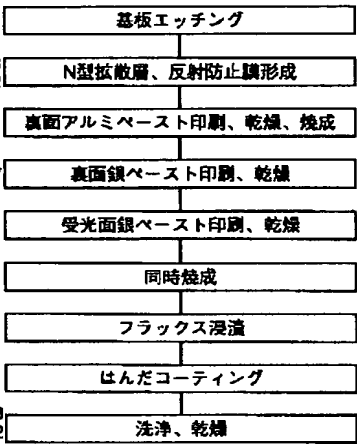 基板エッチング
N型拡散層、反射防止膜形成
裏面アルミペースト印刷、乾燥、焼成
裏面銀ペースト印刷、乾燥
受光面銀ペースト印刷、乾燥
同時焼成
フラックス浸漬
はんだコーティング
洗浄、乾燥